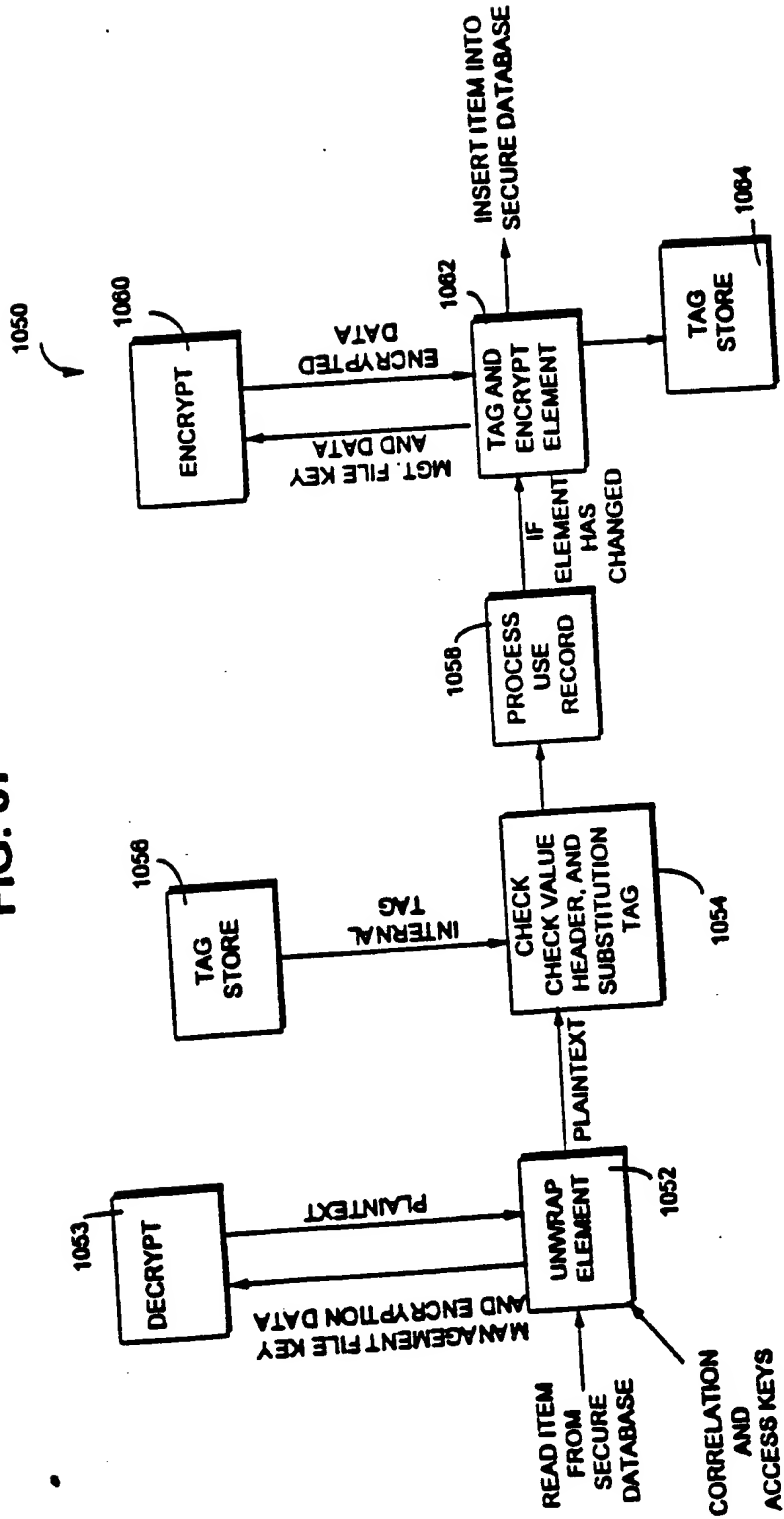 FIG.
1050
1060
ENCRYPT
ENCRYPTED
DATA
MGT. FILE KEY
AND DATA
1062
TAG AND
ENCRYPT
ELEMENT
INSERT ITEM INTO
SECURE DATABASE
TAG
STORE
1064
IF
ELEMENT
HAS
CHANGED
1058
PROCESS
USE
RECORD
1056
TAG
STORE
INTERNAL
TAG
CHECK
CHECK VALUE
HEADER, AND
SUBSTITUTION
TAG
1054
PLAINTEXT
1053
DECRYPT
PLAINTEXT
MANAGEMENT FILE KEY
AND ENCRYPTION DATA
UNWRAP
ELEMENT
1052
READ ITEM
FROM
SECURE
DATABASE
CORRELATION
AND
ACCESS KEYS